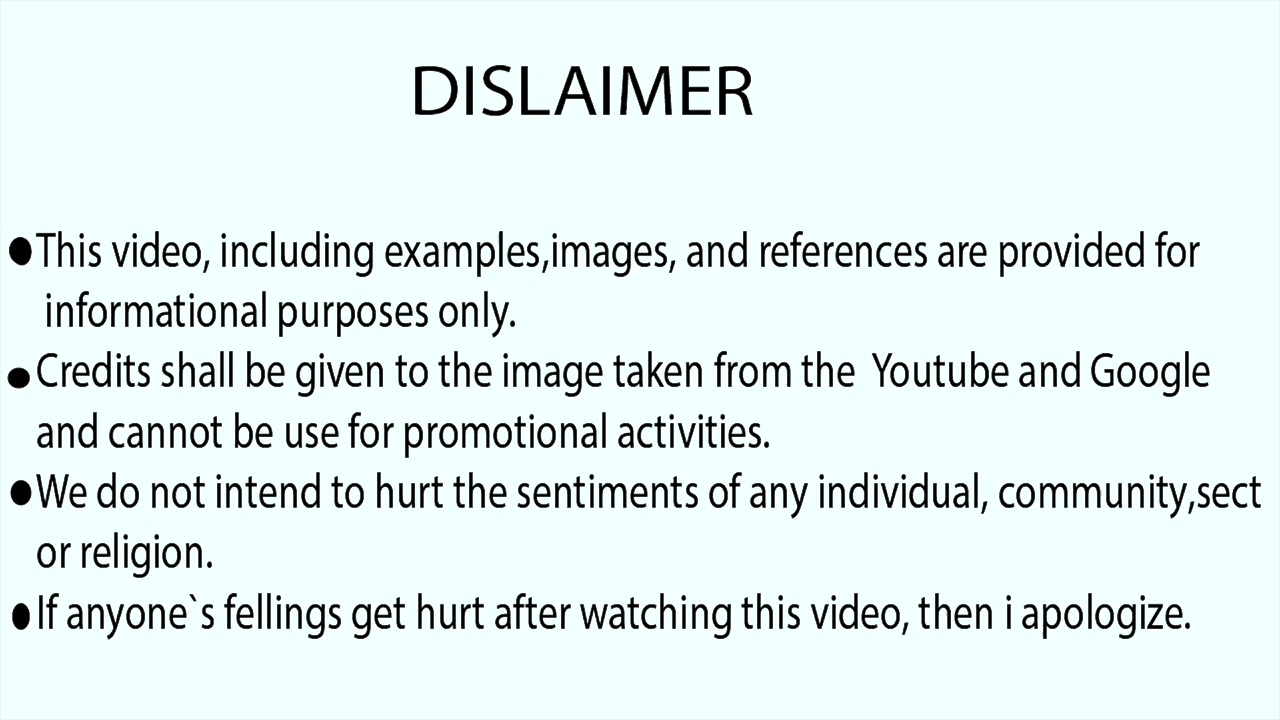 DISLAIMER
●This video, including examples,images, and references are provided for
informational purposes only.
●Credits shall be given to the image taken from the Youtube and Google
and cannot be use for promotional activities.
●We do not intend to hurt the sentiments of any individual, community,sect
or religion.
●If anyone`s fellings get hurt after watching this video, then i apologize.